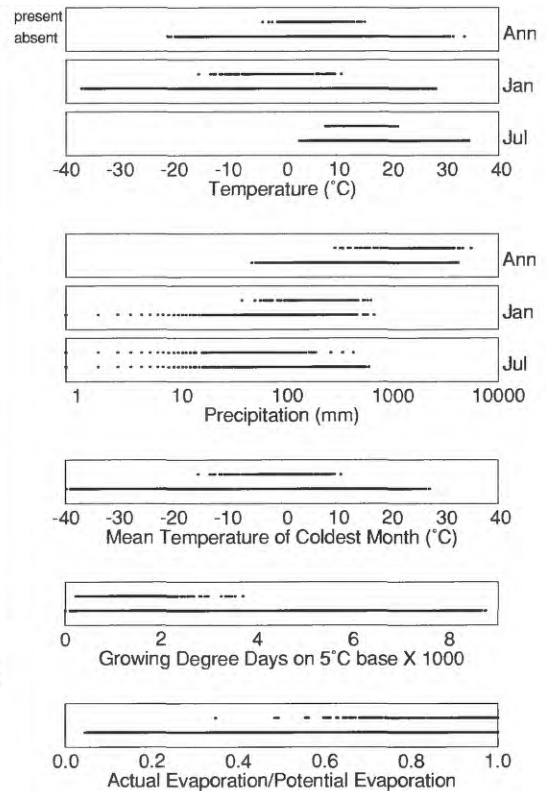 present
absent
Ann
Jan
Jul
-40 -30 -20 -10 0 10 20 30 40
Temperature (˚C)
Ann
Jan
Jul
1 10 100 1000 10000
Precipitation (mm)
-40 -30 -20 -10 0 10 20 30 40
Mean Temperature of Coldest Month (˚C)
0 2 4 6 8
Growing Degree Days on 5˚C base X 1000
0.0 0.2 0.4 0.6 0.8 1.0
Actual Evaporation/Potential Evaporation